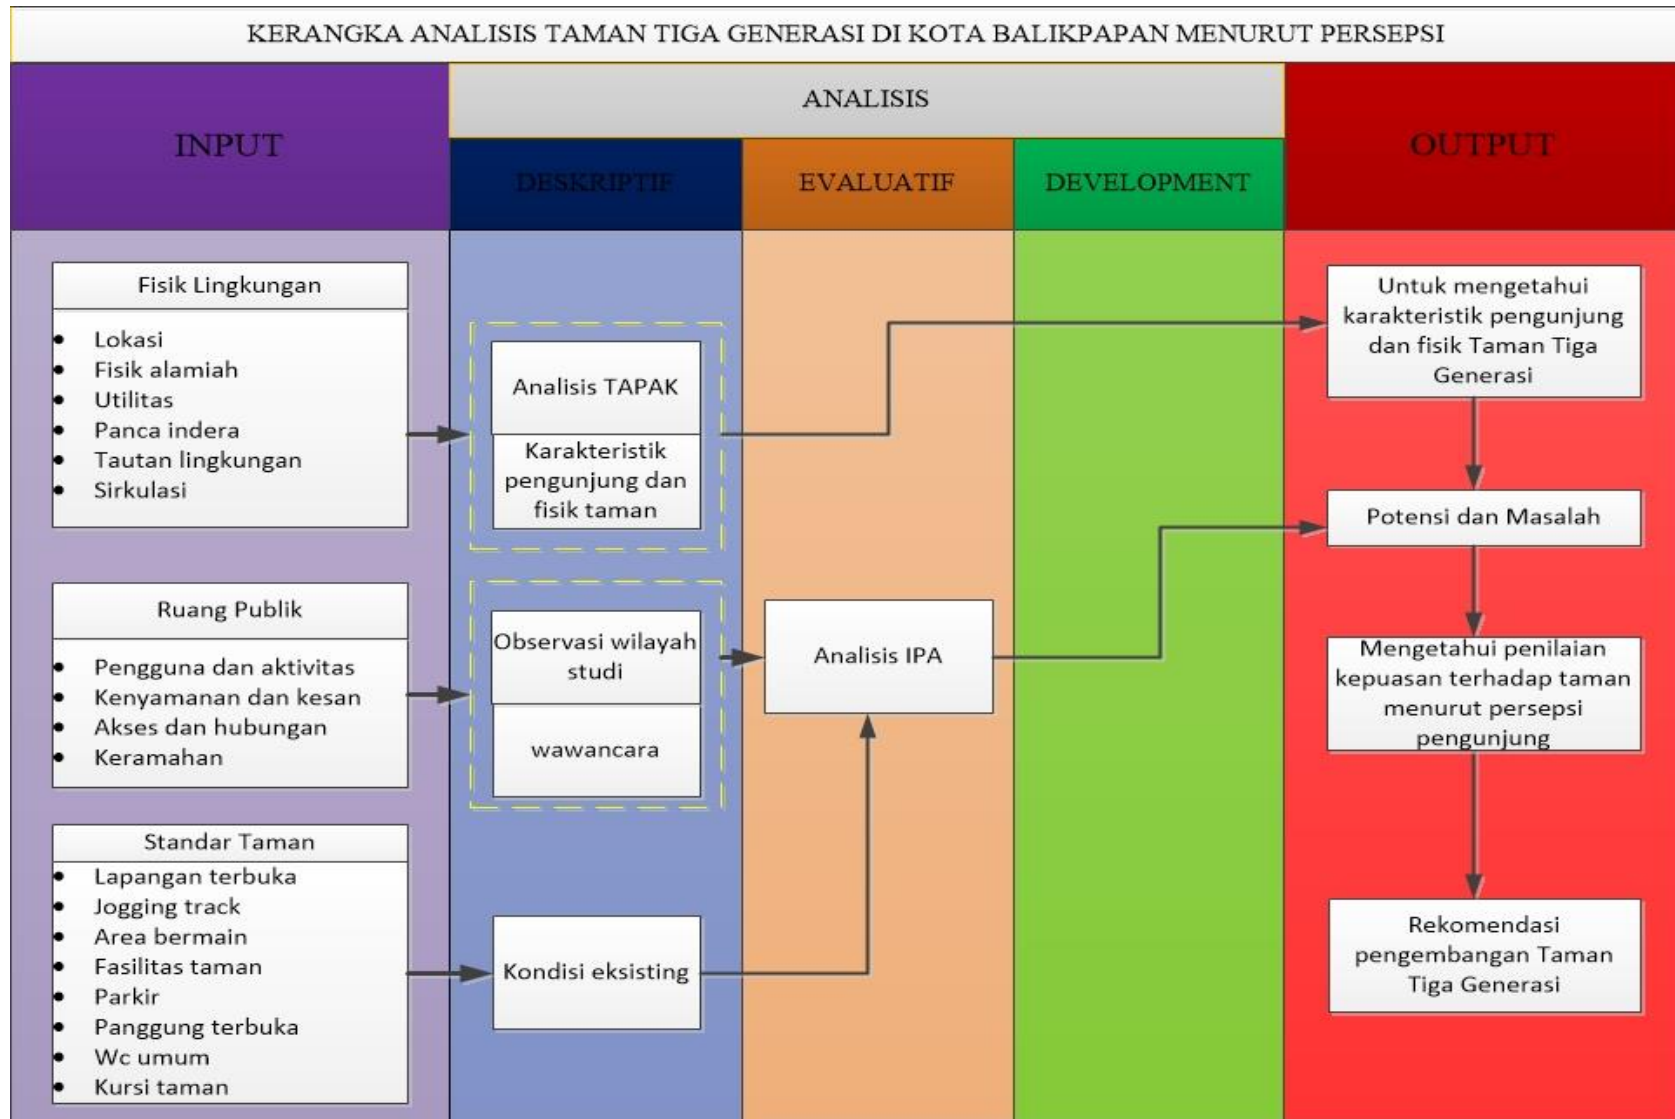 KERANGKA ANALISIS TAMAN TIGA GENERASI DI KOTA BALIKPAPAN MENURUT PERSEPSI
INPUT
ANALISIS
DESKRIPTIF
EVALUATIF
DEVELOPMENT
OUTPUT
Fisik Lingkungan
• Lokasi
• Fisik alamiah
• Utilitas
• Panca indera
• Tautan lingkungan
• Sirkulasi
Ruang Publik
• Pengguna dan aktivitas
• Kenyamanan dan kesan
• Akses dan hubungan
• Keramahan
Standar Taman
• Lapangan terbuka
• Jogging track
• Area bermain
• Fasilitas taman
• Parkir
• Panggung terbuka
• Wc umum
• Kursi taman
Analisis TAPAK
Karakteristik
pengunjung dan
fisik taman
Observasi wilayah
studi
wawancara
Kondisi eksisting
Analisis IPA
Untuk mengetahui
karakteristik pengunjung
dan fisik Taman Tiga
Generasi
Potensi dan Masalah
Mengetahui penilaian
kepuasan terhadap taman
menurut persepsi
pengunjung
Rekomendasi
pengembangan Taman
Tiga Generasi